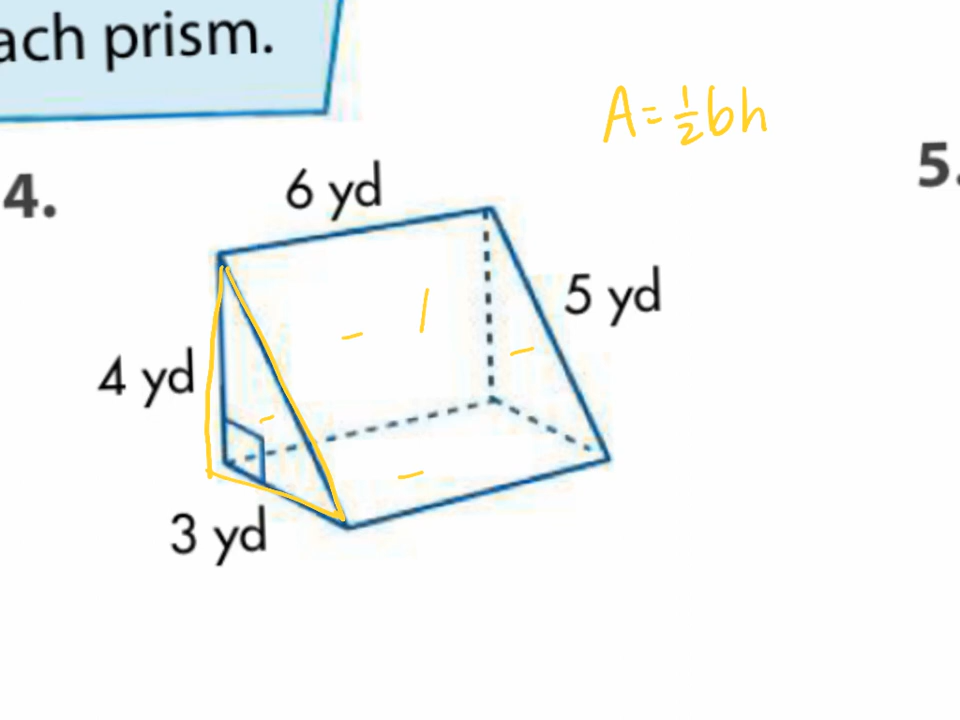 ach prism.
A = ½bh
4.
6 yd
5.
5 yd
4 yd
3 yd